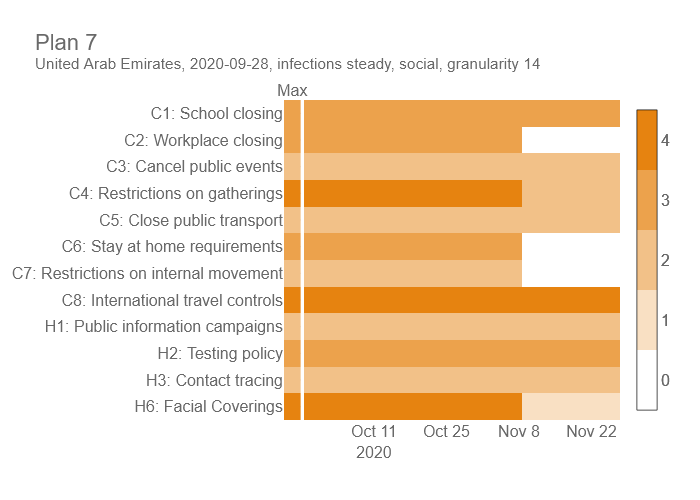 Plan 7
United Arab Emirates, 2020-09-28, infections steady, social, granularity 14
Max
C1: School closing
C2: Workplace closing
C3: Cancel public events
C4: Restrictions on gatherings
C5: Close public transport
C6: Stay at home requirements
C7: Restrictions on internal movement
C8: International travel controls
H1: Public information campaigns
H2: Testing policy
H3: Contact tracing
H6: Facial Coverings
Oct 11 Oct 25 Nov 8 Nov 22
2020
4
3
2
1
0